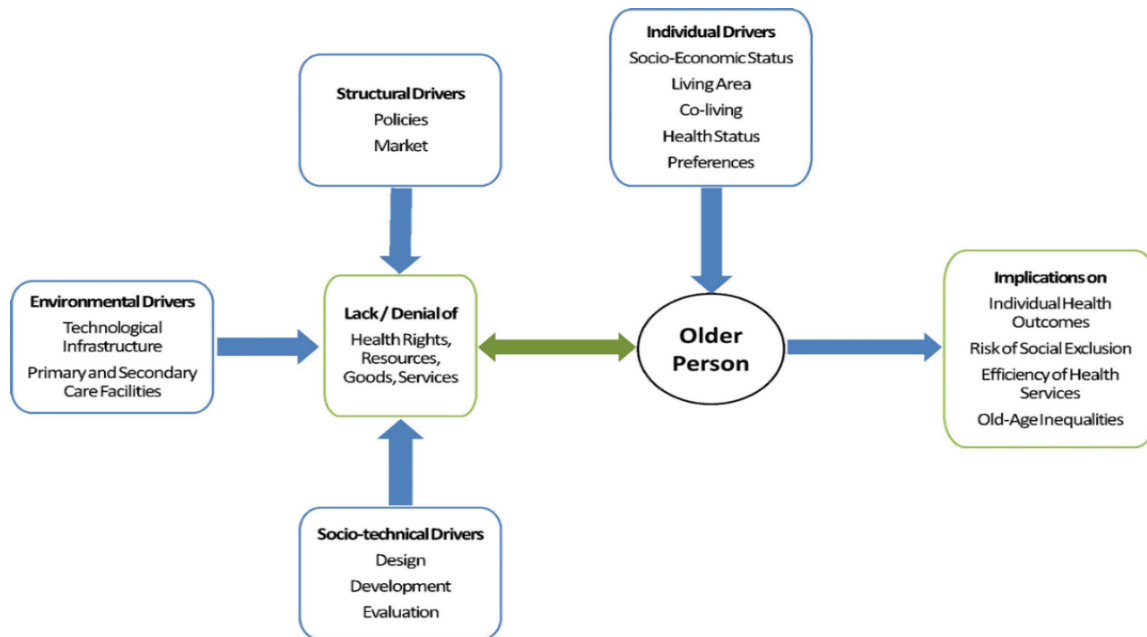 Individual Drivers
Socio-Economic Status
Living Area
Co-living
Health Status
Preferences
Structural Drivers
Policies
Market
Environmental Drivers
Technological
Infrastructure
Primary and Secondary
Care Facilities
Lack / Denial of
Health Rights,
Resources,
Goods, Services
Older
Person
Implications on
Individual Health
Outcomes
Risk of Social Exclusion
Efficiency of Health
Services
Old-Age Inequalities
Socio-technical Drivers
Design
Development
Evaluation